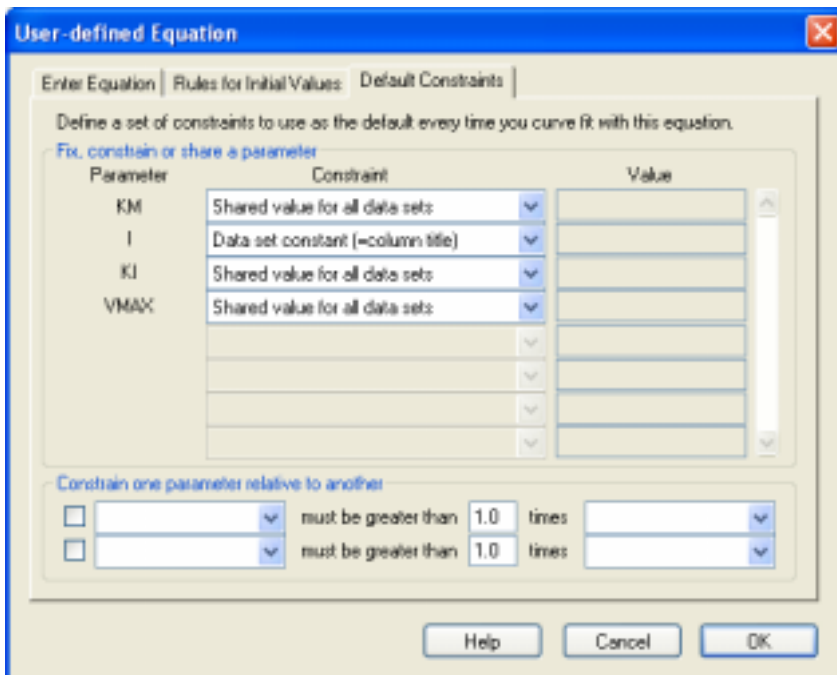 User-defined Equation
Enter Equation Rules for Initial Values Default Constraints
Define a set of constraints to use as the default every time you curve fit with this equation.
Fix, constrain or share a parameter
Parameter Constraint Value
KM Shared value for all data sets
I Data set constant (=column title)
KI Shared value for all data sets
VMAX Shared value for all data sets
Constrain one parameter relative to another
must be greater than 1.0 times
must be greater than 1.0 times
Help Cancel OK